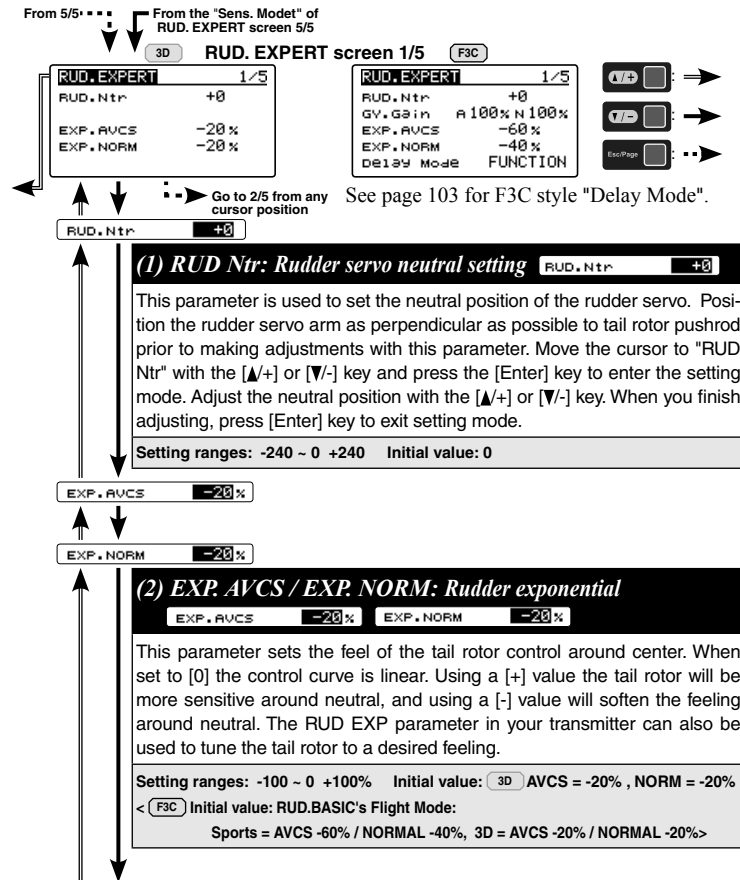 From 5/5
From the "Sens. Modet" of
RUD. EXPERT screen 5/5
3D RUD. EXPERT screen 1/5 F3C
RUD.EXPERT 1/5
RUD.Ntr +0
EXP.AVCS -20%
EXP.NORM -20%
RUD.EXPERT 1/5
RUD.Ntr +0
GY.Gain A100% N100%
EXP.AVCS -60%
EXP.NORM -40%
Delay Mode FUNCTION
▲/+ :
▼/- :
Esc/Page :
Go to 2/5 from any
cursor position
See page 103 for F3C style "Delay Mode".
RUD.Ntr +0
(1) RUD Ntr: Rudder servo neutral setting RUD.Ntr +0
This parameter is used to set the neutral position of the rudder servo. Posi-
tion the rudder servo arm as perpendicular as possible to tail rotor pushrod
prior to making adjustments with this parameter. Move the cursor to "RUD
Ntr" with the [▲/+] or [▼/-] key and press the [Enter] key to enter the setting
mode. Adjust the neutral position with the [▲/+] or [▼/-] key. When you finish
adjusting, press [Enter] key to exit setting mode.
Setting ranges: -240 ~ 0 +240 Initial value: 0
EXP.AVCS -20%
EXP.NORM -20%
(2) EXP. AVCS / EXP. NORM: Rudder exponential
EXP.AVCS -20% EXP.NORM -20%
This parameter sets the feel of the tail rotor control around center. When
set to [0] the control curve is linear. Using a [+] value the tail rotor will be
more sensitive around neutral, and using a [-] value will soften the feeling
around neutral. The RUD EXP parameter in your transmitter can also be
used to tune the tail rotor to a desired feeling.
Setting ranges: -100 ~ 0 +100% Initial value: 3D AVCS = -20% , NORM = -20%
< F3C Initial value: RUD.BASIC's Flight Mode:
Sports = AVCS -60% / NORMAL -40%, 3D = AVCS -20% / NORMAL -20%>